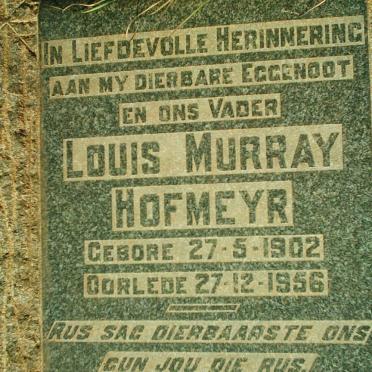 IN LIEFDEVOLLE HERINNERING
AAN MY DIERBARE EGGENOOT
EN ONS VADER
LOUIS MURRAY
HOFMEYR
GEBORE 27-5-1902
OORLEDE 27-12-1956
RUS SAG DIERBAARSTE ONS
GUN JOU DIE RUS